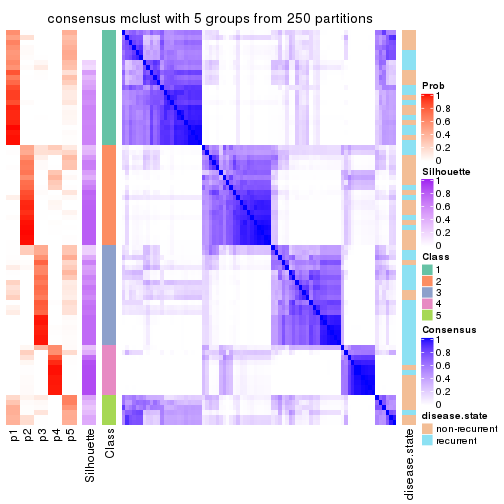 consensus mclust with 5 groups from 250 partitions
Prob
1
0.8
0.6
0.4
0.2
0
Silhouette
1
0.8
0.6
0.4
0.2
0
Class
1
2
3
4
5
Consensus
1
0.8
0.6
0.4
0.2
0
disease.state
non-recurrent
recurrent
p1
p2
p3
p4
p5
Silhouette
Class
disease.state